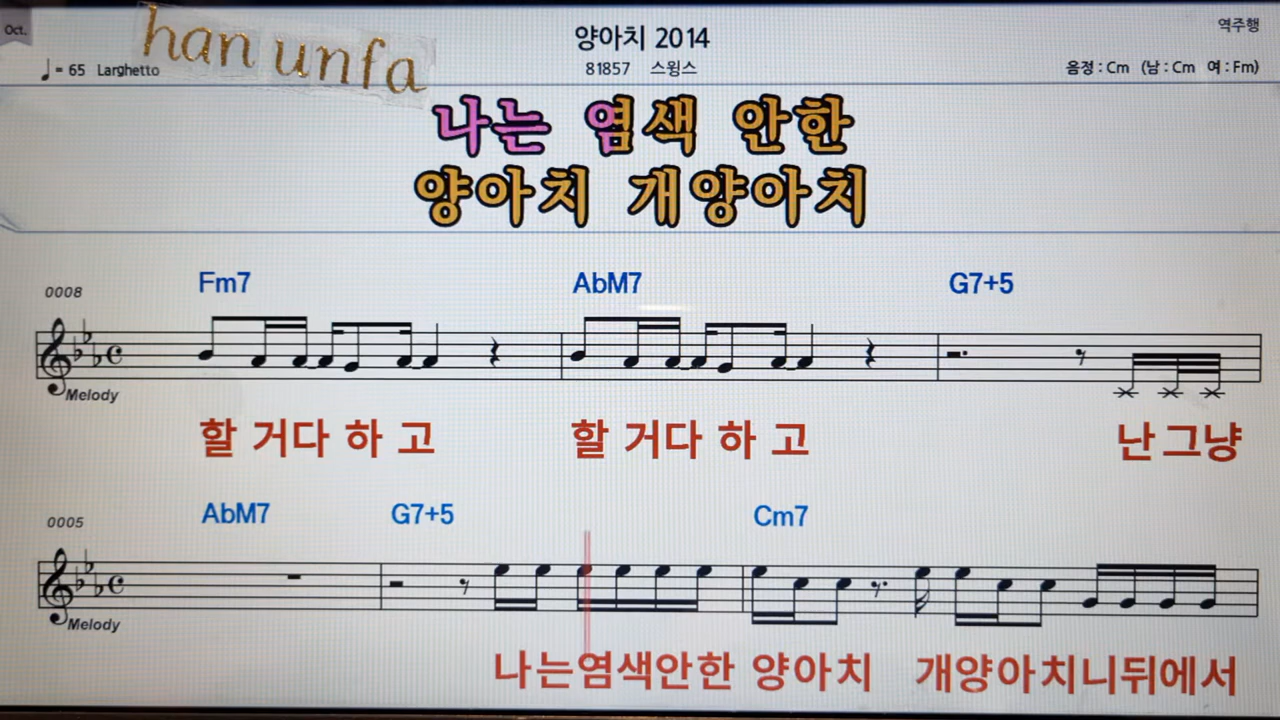 Oct.
han unfa
양아치 2014
역주행
♩= 65 Larghetto
81857 스윙스
음정 : Cm (남 : Cm 여 : Fm)
나는 염색 안한
양아치 개양아치
Fm7 AbM7 G7+5
0008
Melody
할 거다 하 고 할 거다 하 고 난그냥
AbM7 G7+5 Cm7
0005
Melody
나는염색안한 양아치 개양아치니뒤에서